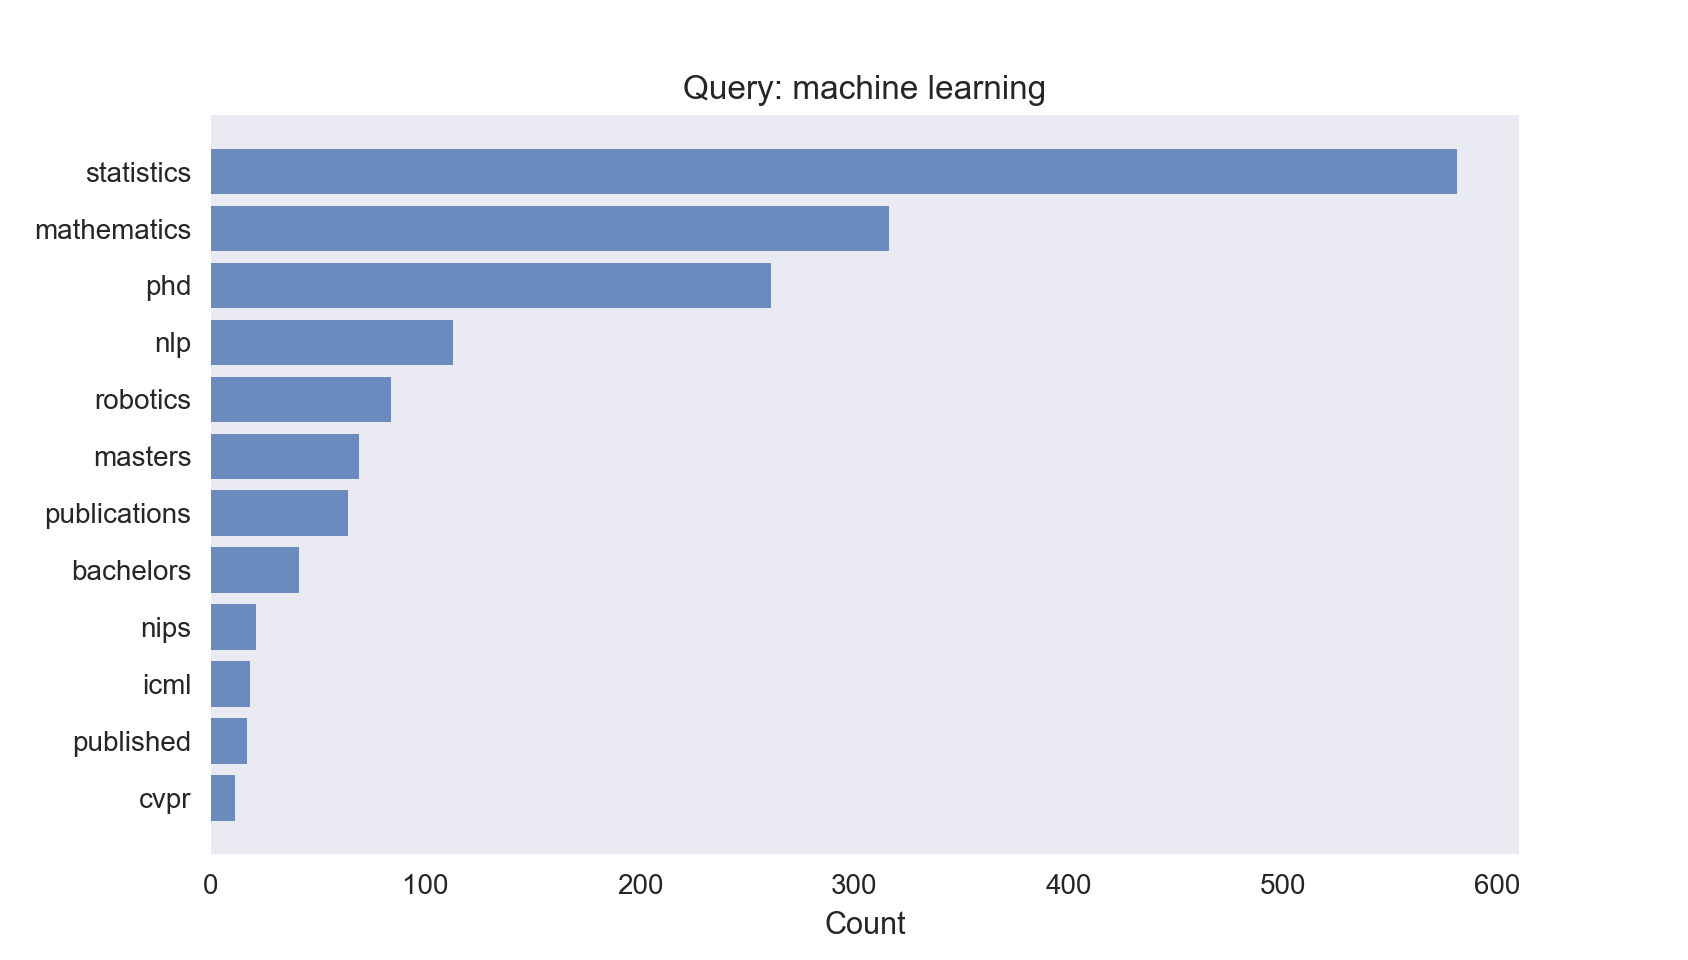 Query: machine learning
statistics
mathematics
phd
nlp
robotics
masters
publications
bachelors
nips
icml
published
cvpr
0 100 200 300 400 500 600
Count